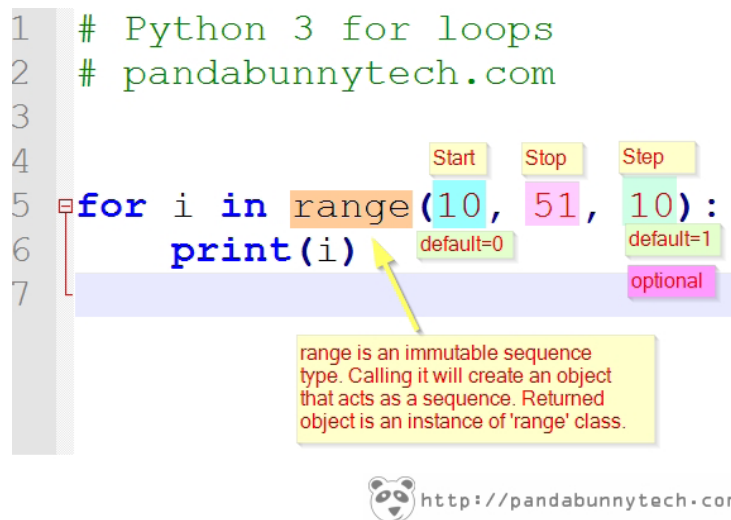 1 # Python 3 for loops
2 # pandabunnytech.com
3
4 Start Stop Step
5 for i in range(10, 51, 10):
default=0 default=1
6 print(i)
optional
7
range is an immutable sequence
type. Calling it will create an object
that acts as a sequence. Returned
object is an instance of 'range' class.
http://pandabunnytech.com